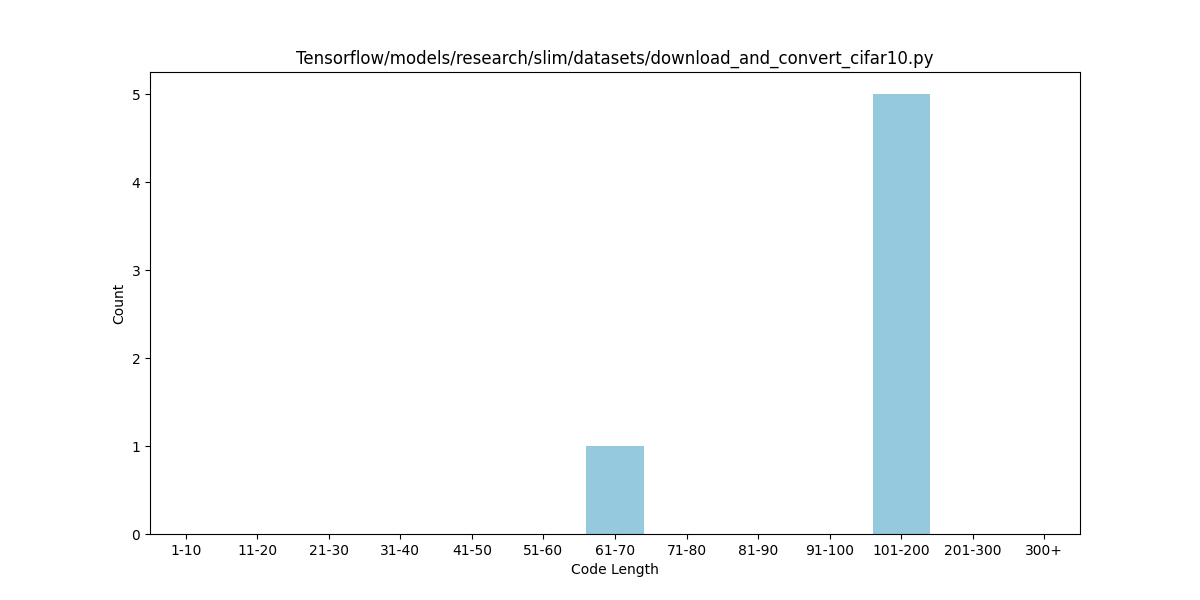 Tensorflow/models/research/slim/datasets/download_and_convert_cifar10.py
5
4
3
2
1
0
Count
1-10 11-20 21-30 31-40 41-50 51-60 61-70 71-80 81-90 91-100 101-200 201-300 300+
Code Length